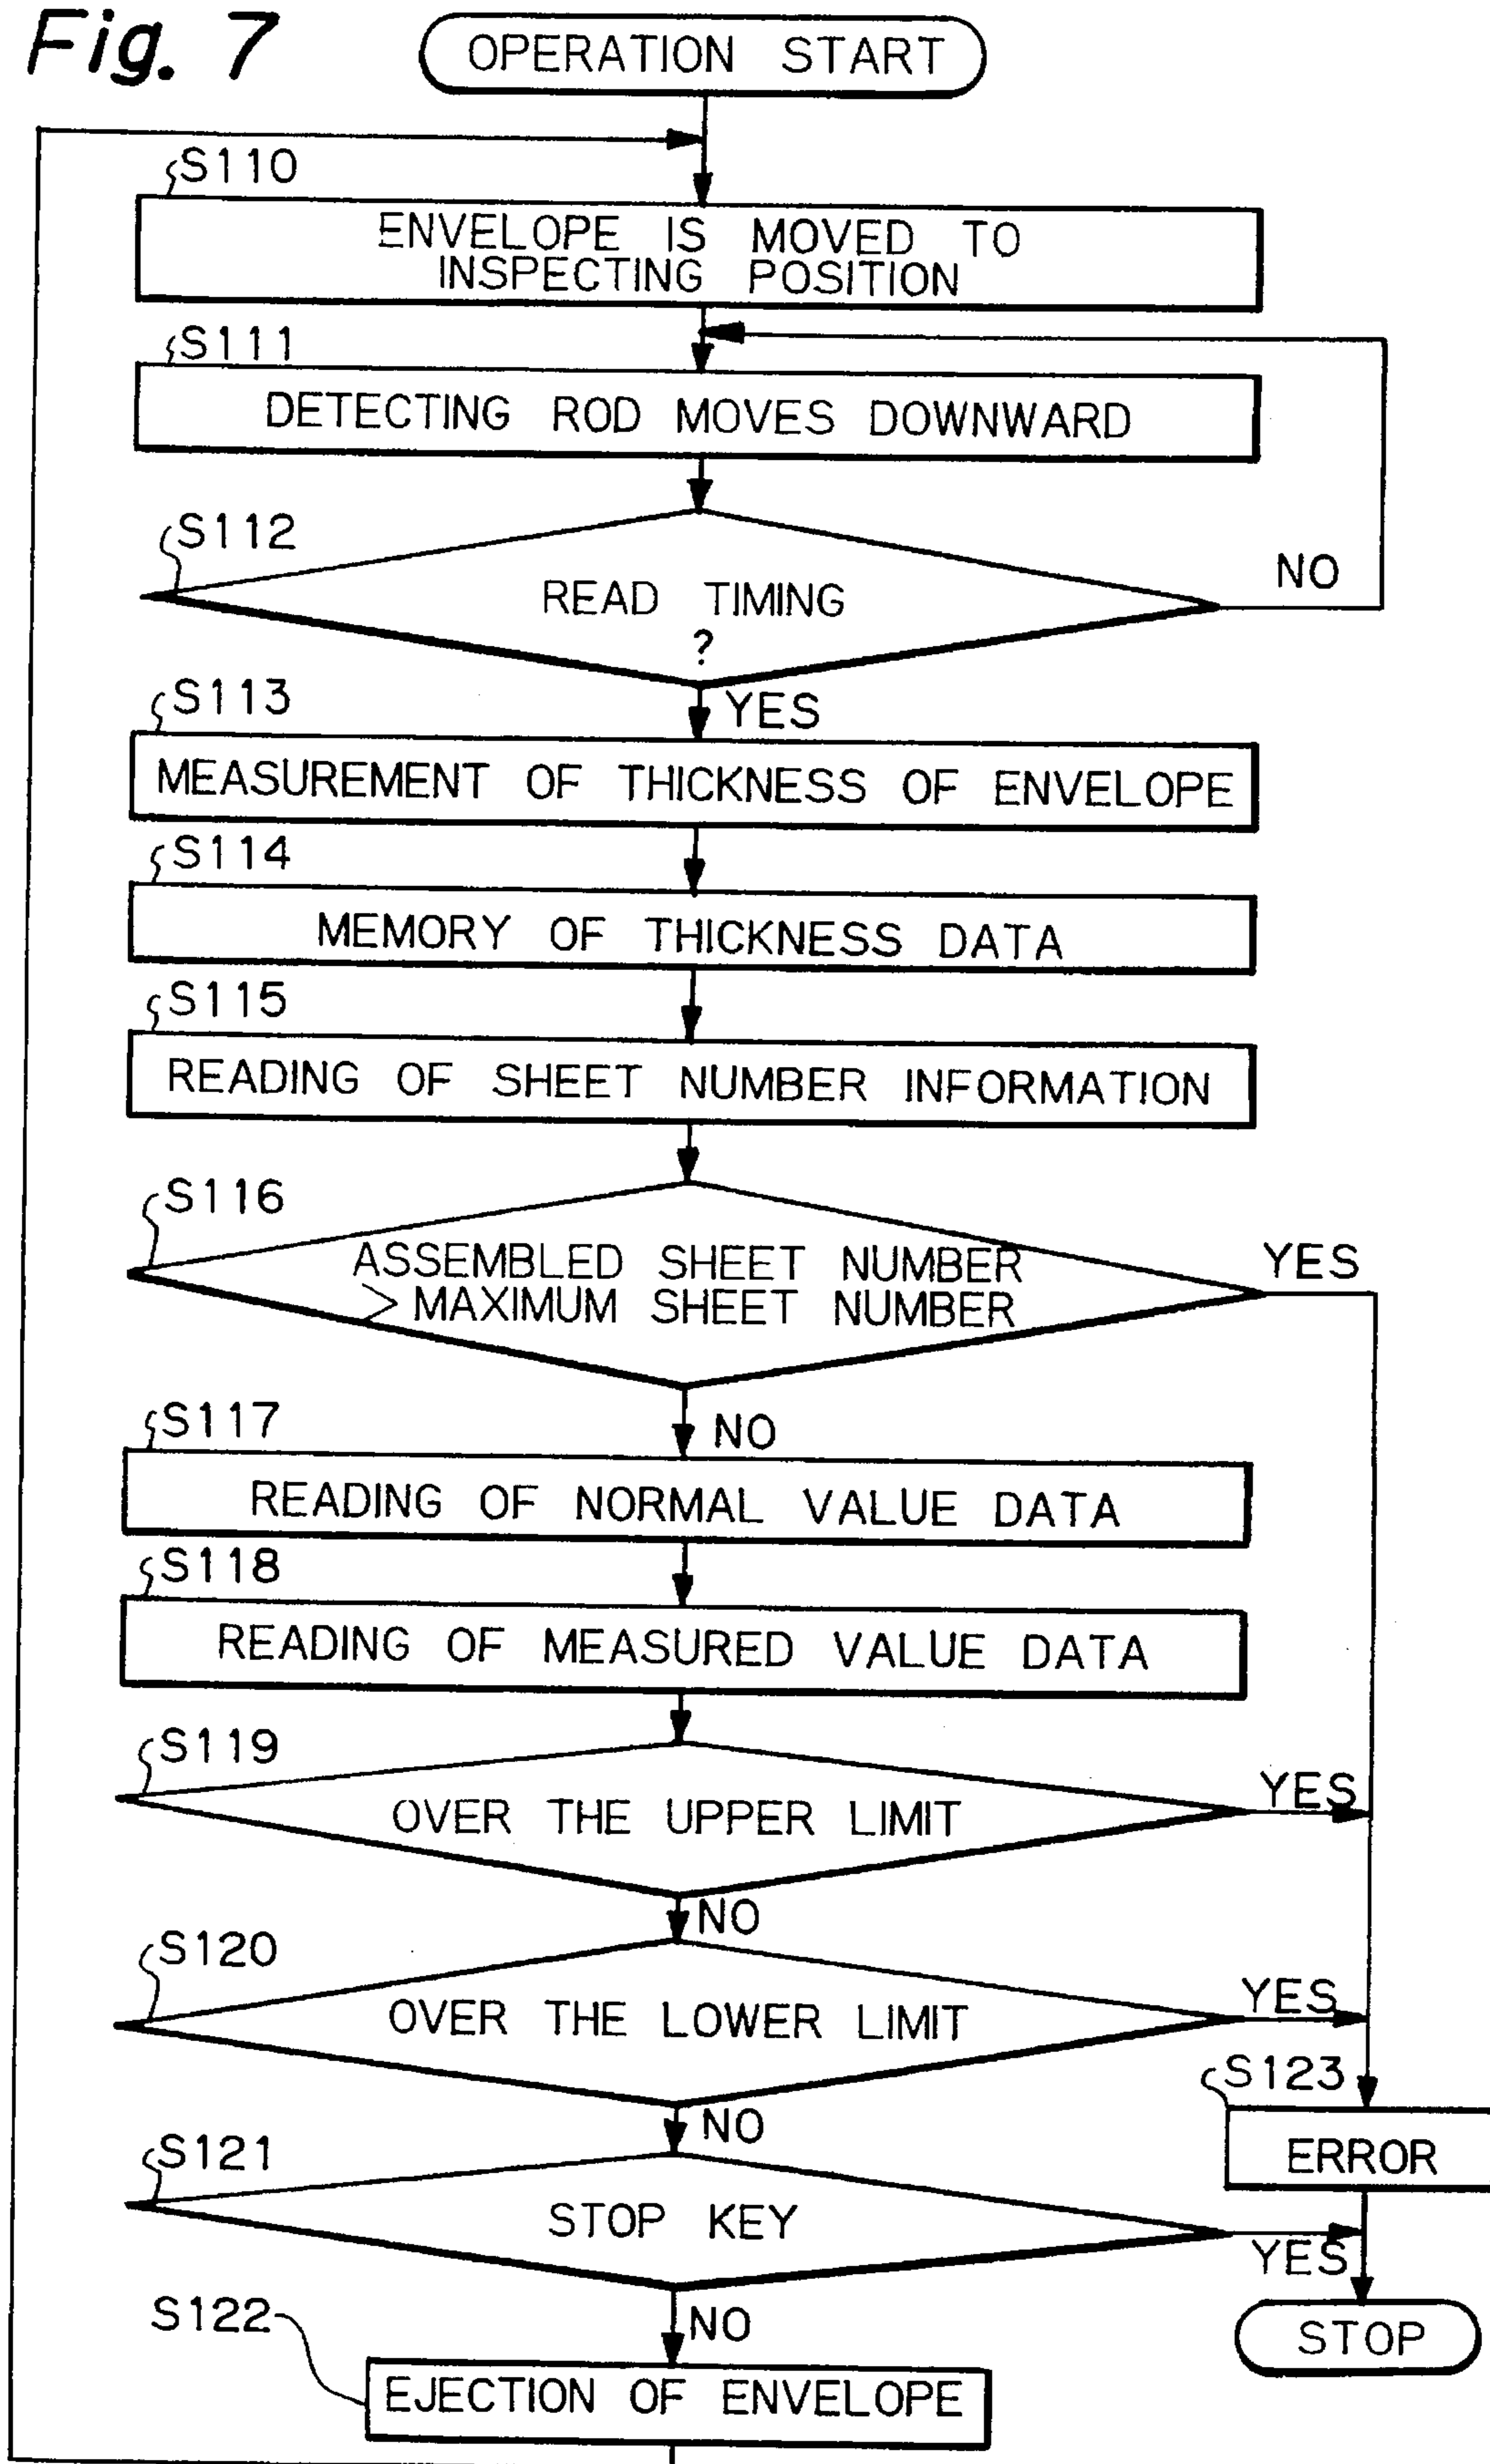 Fig. 7
OPERATION START
S110
ENVELOPE IS MOVED TO
INSPECTING POSITION
S111
DETECTING ROD MOVES DOWNWARD
S112
READ TIMING
?
NO
YES
S113
MEASUREMENT OF THICKNESS OF ENVELOPE
S114
MEMORY OF THICKNESS DATA
S115
READING OF SHEET NUMBER INFORMATION
S116
ASSEMBLED SHEET NUMBER
> MAXIMUM SHEET NUMBER
YES
NO
S117
READING OF NORMAL VALUE DATA
S118
READING OF MEASURED VALUE DATA
S119
OVER THE UPPER LIMIT
YES
NO
S120
OVER THE LOWER LIMIT
YES
NO
S123
ERROR
S121
STOP KEY
YES
NO
STOP
S122
EJECTION OF ENVELOPE